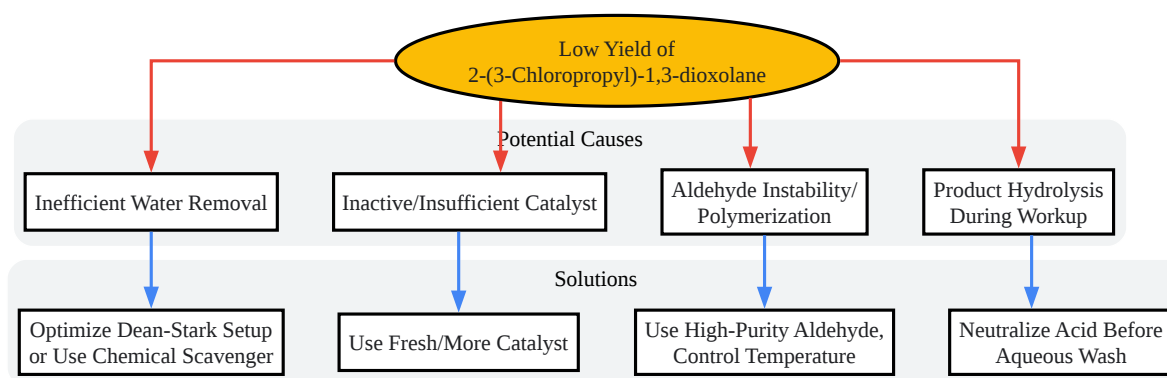 Low Yield of
2-(3-Chloropropyl)-1,3-dioxolane
Potential Causes
Inefficient Water Removal
Inactive/Insufficient Catalyst
Aldehyde Instability/
Polymerization
Product Hydrolysis
During Workup
Solutions
Optimize Dean-Stark Setup
or Use Chemical Scavenger
Use Fresh/More Catalyst
Use High-Purity Aldehyde,
Control Temperature
Neutralize Acid Before
Aqueous Wash